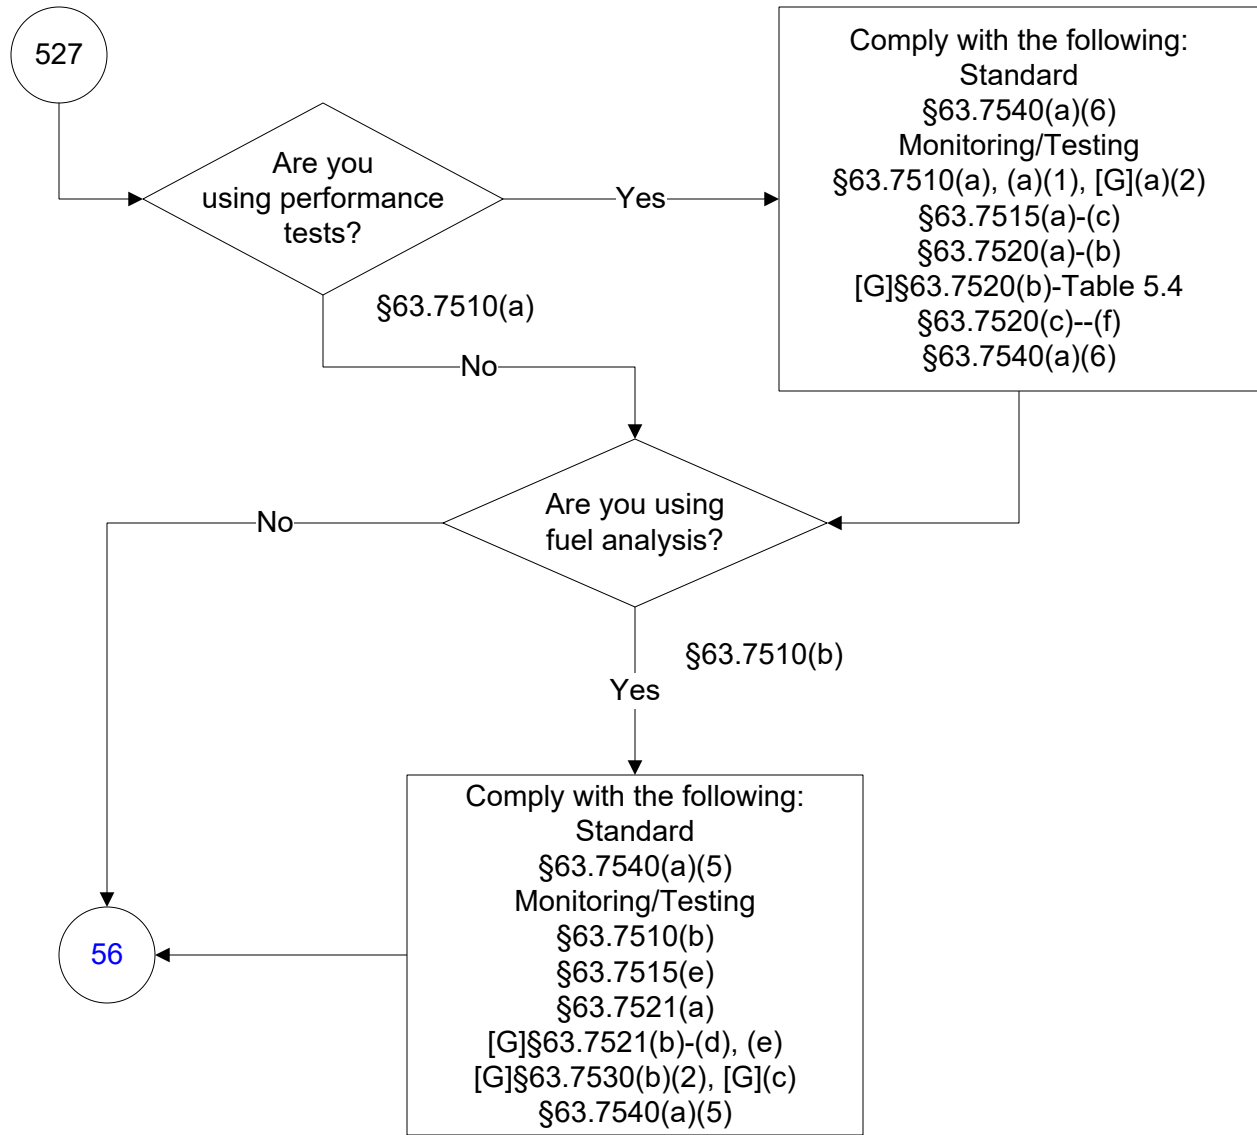 527
Are you
using performance
tests?
Yes
Comply with the following:
Standard
§63.7540(a)(6)
Monitoring/Testing
§63.7510(a), (a)(1), [G](a)(2)
§63.7515(a)-(c)
§63.7520(a)-(b)
[G]§63.7520(b)-Table 5.4
§63.7520(c)--(f)
§63.7540(a)(6)
§63.7510(a)
No
Are you using
fuel analysis?
No
§63.7510(b)
Yes
Comply with the following:
Standard
§63.7540(a)(5)
Monitoring/Testing
§63.7510(b)
§63.7515(e)
§63.7521(a)
[G]§63.7521(b)-(d), (e)
[G]§63.7530(b)(2), [G](c)
§63.7540(a)(5)
56